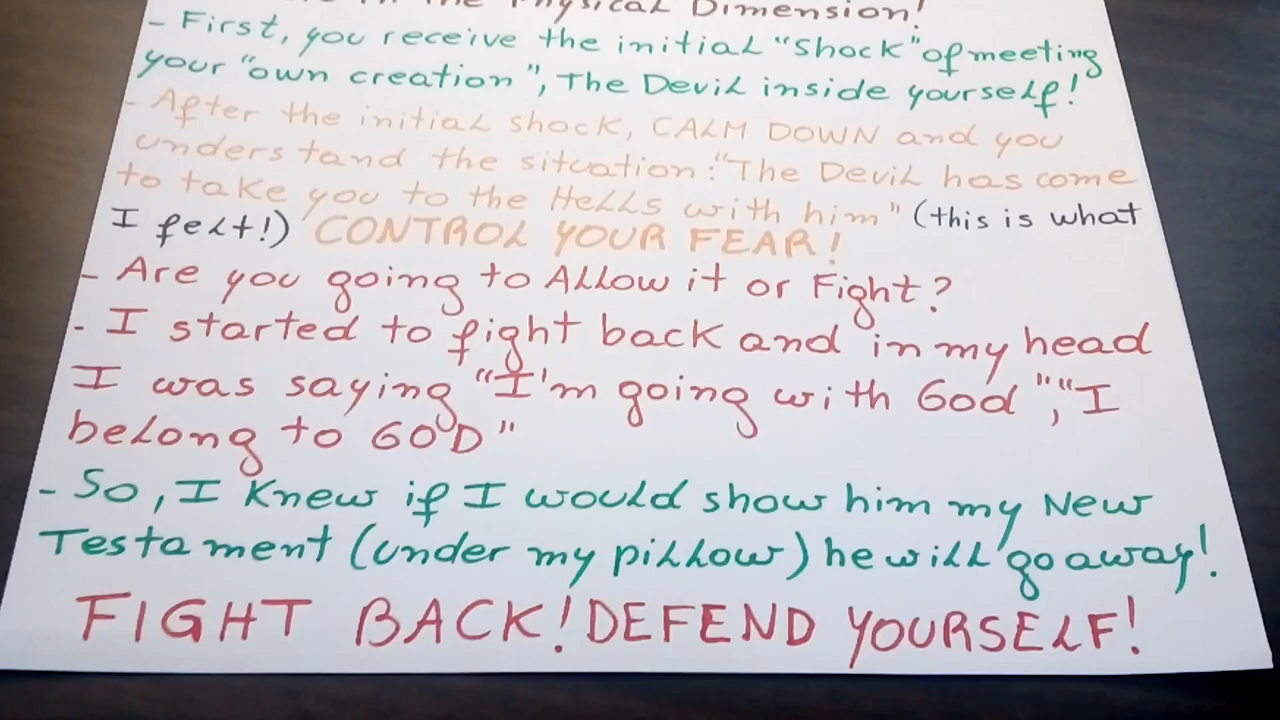 in the Physical Dimension!
- First, you receive the initial "shock" of meeting
your "own creation", The Devil inside yourself!
- After the initial shock, CALM DOWN and you
understand the situation: "The Devil has come
to take you to the Hells with him" (this is what
I felt!) CONTROL YOUR FEAR!
- Are you going to Allow it or Fight?
- I started to fight back and in my head
I was saying "I'm going with God", "I
belong to GOD"
- So, I knew if I would show him my New
Testament (under my pillow) he will go away!
FIGHT BACK! DEFEND YOURSELF!